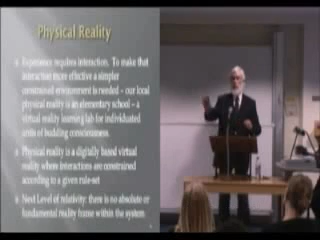 Physical Reality
Experience requires interaction. To make that
interaction more effective a simpler
constrained environment is needed – our local
physical reality is an elementary school – a
virtual reality learning lab for individuated
units of budding consciousness.
Physical reality is a digitally based virtual
reality where interactions are constrained
according to a given rule-set
Next Level of relativity: there is no absolute or
fundamental reality frame within the system